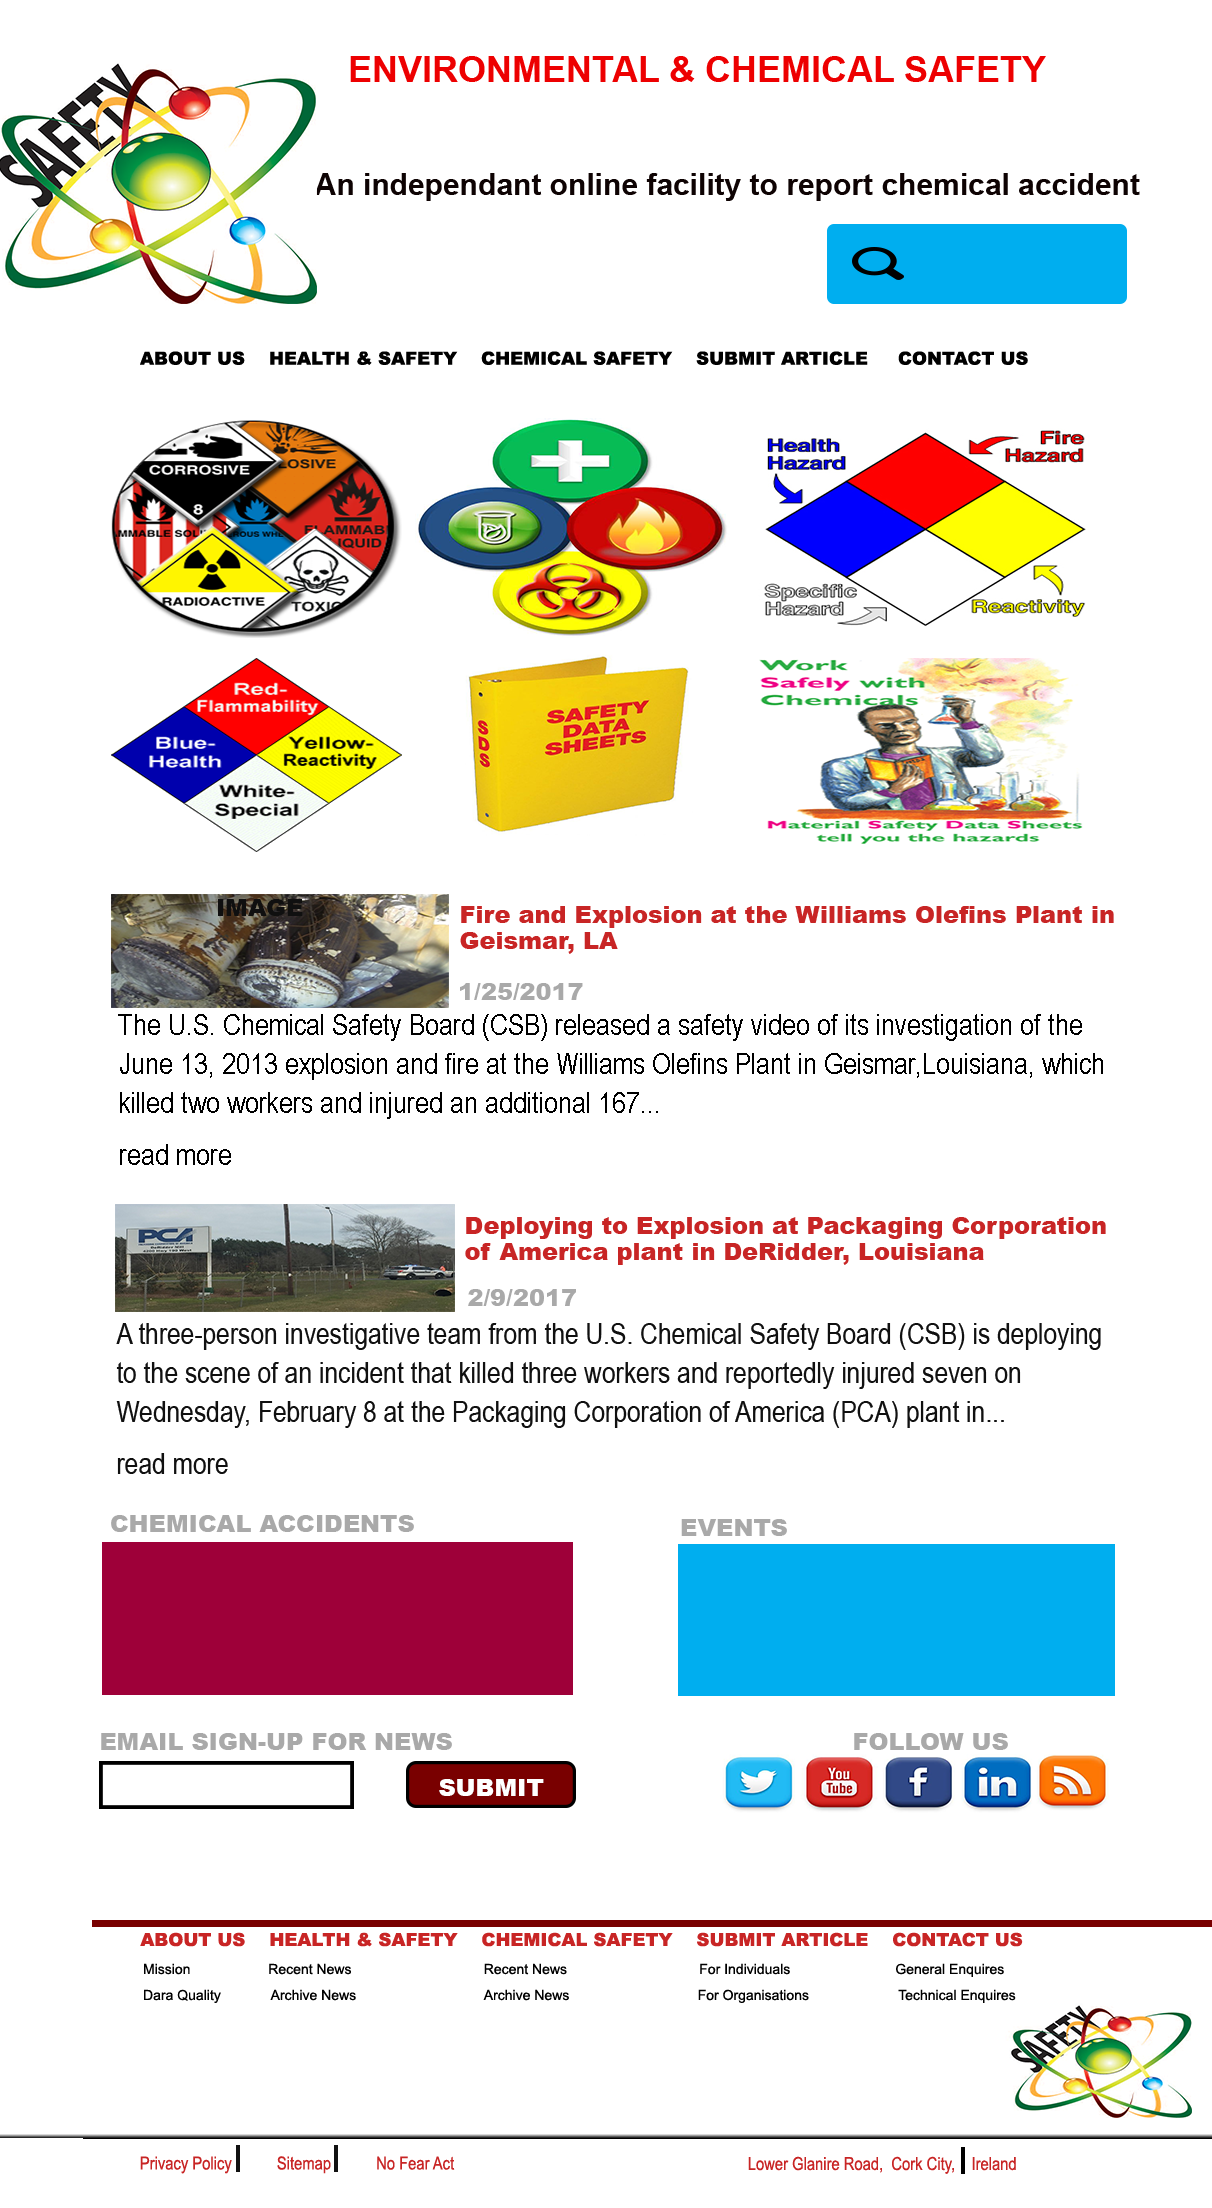 SAFETY
ENVIRONMENTAL & CHEMICAL SAFETY
An independant online facility to report chemical accident
ABOUT US HEALTH & SAFETY CHEMICAL SAFETY SUBMIT ARTICLE CONTACT US
CORROSIVE
8
LOSIVE
MMABLE SOLI
ROUS WHE
FLAMMAB
IQUID
RADIOACTIVE
TOXIC
Health
Hazard
Fire
Hazard
Specific
Hazard
Reactivity
Red-
Flammability
Blue-
Health
Yellow-
Reactivity
White-
Special
SDS
SAFETY
DATA
SHEETS
Work
Safely with
Chemicals
Material Safety Data Sheets
tell you the hazards
IMAGE
Fire and Explosion at the Williams Olefins Plant in
Geismar, LA
1/25/2017
The U.S. Chemical Safety Board (CSB) released a safety video of its investigation of the
June 13, 2013 explosion and fire at the Williams Olefins Plant in Geismar,Louisiana, which
killed two workers and injured an additional 167...
read more
PCA
Deploying to Explosion at Packaging Corporation
of America plant in DeRidder, Louisiana
2/9/2017
A three-person investigative team from the U.S. Chemical Safety Board (CSB) is deploying
to the scene of an incident that killed three workers and reportedly injured seven on
Wednesday, February 8 at the Packaging Corporation of America (PCA) plant in...
read more
CHEMICAL ACCIDENTS
EVENTS
EMAIL SIGN-UP FOR NEWS
FOLLOW US
SUBMIT
You
Tube
f
in
ABOUT US HEALTH & SAFETY CHEMICAL SAFETY SUBMIT ARTICLE CONTACT US
Mission Recent News Recent News For Individuals General Enquires
Dara Quality Archive News Archive News For Organisations Technical Enquires
SAFETY
Privacy Policy | Sitemap | No Fear Act
Lower Glanire Road, Cork City, | Ireland